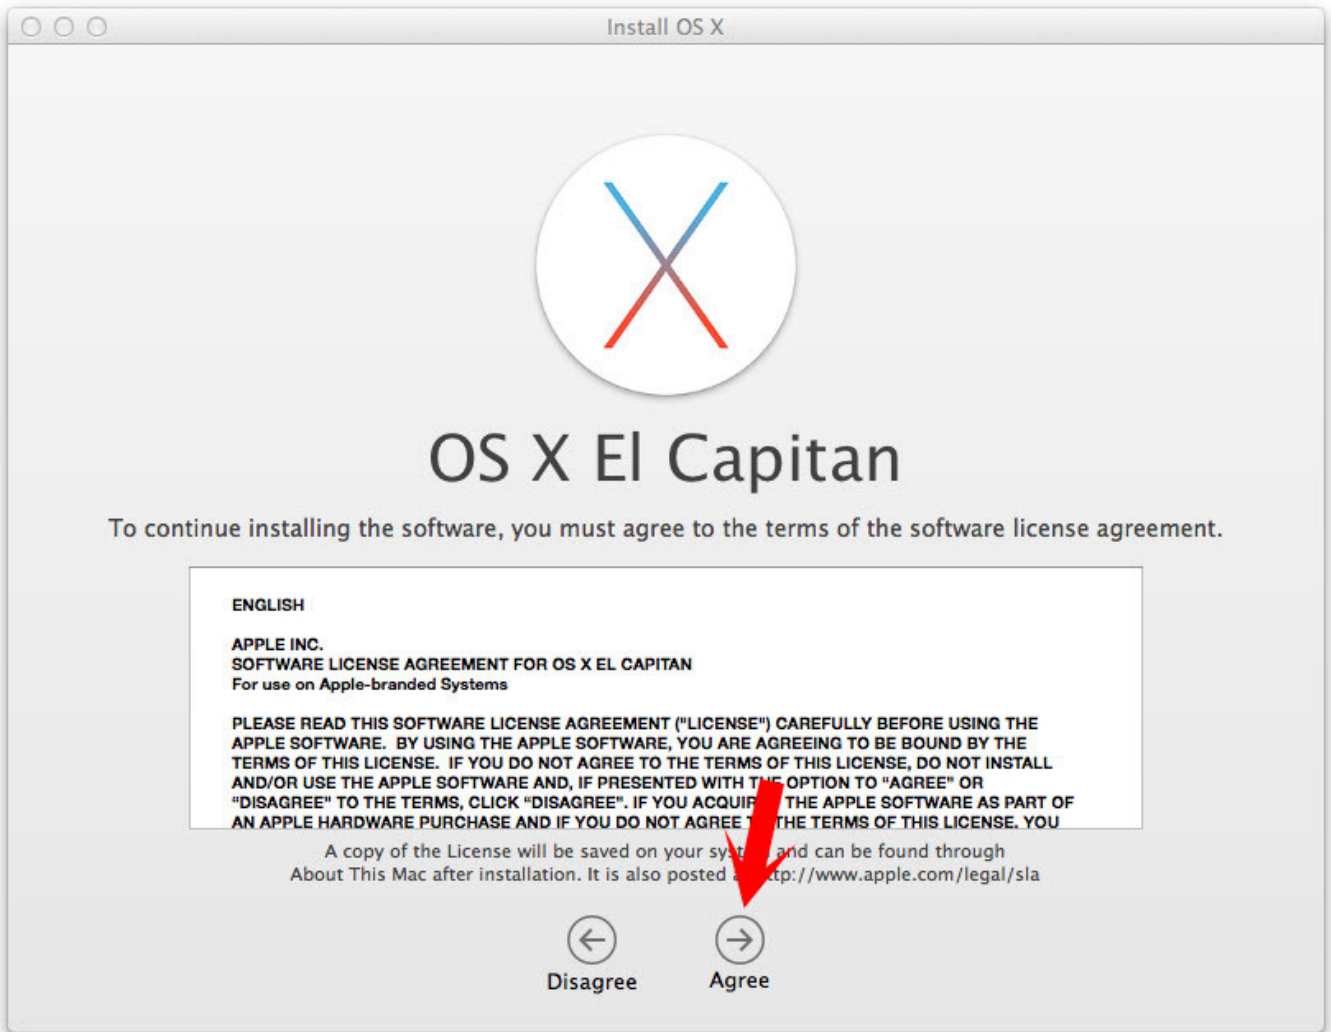 Install OS X
OS X El Capitan
To continue installing the software, you must agree to the terms of the software license agreement.
ENGLISH
APPLE INC.
SOFTWARE LICENSE AGREEMENT FOR OS X EL CAPITAN
For use on Apple-branded Systems
PLEASE READ THIS SOFTWARE LICENSE AGREEMENT ("LICENSE") CAREFULLY BEFORE USING THE
APPLE SOFTWARE. BY USING THE APPLE SOFTWARE, YOU ARE AGREEING TO BE BOUND BY THE
TERMS OF THIS LICENSE. IF YOU DO NOT AGREE TO THE TERMS OF THIS LICENSE, DO NOT INSTALL
AND/OR USE THE APPLE SOFTWARE AND, IF PRESENTED WITH THE OPTION TO “AGREE” OR
“DISAGREE” TO THE TERMS, CLICK “DISAGREE”. IF YOU ACQUIR THE APPLE SOFTWARE AS PART OF
AN APPLE HARDWARE PURCHASE AND IF YOU DO NOT AGREE THE TERMS OF THIS LICENSE, YOU
A copy of the License will be saved on your and can be found through
About This Mac after installation. It is also posted http://www.apple.com/legal/sla
Disagree
Agree